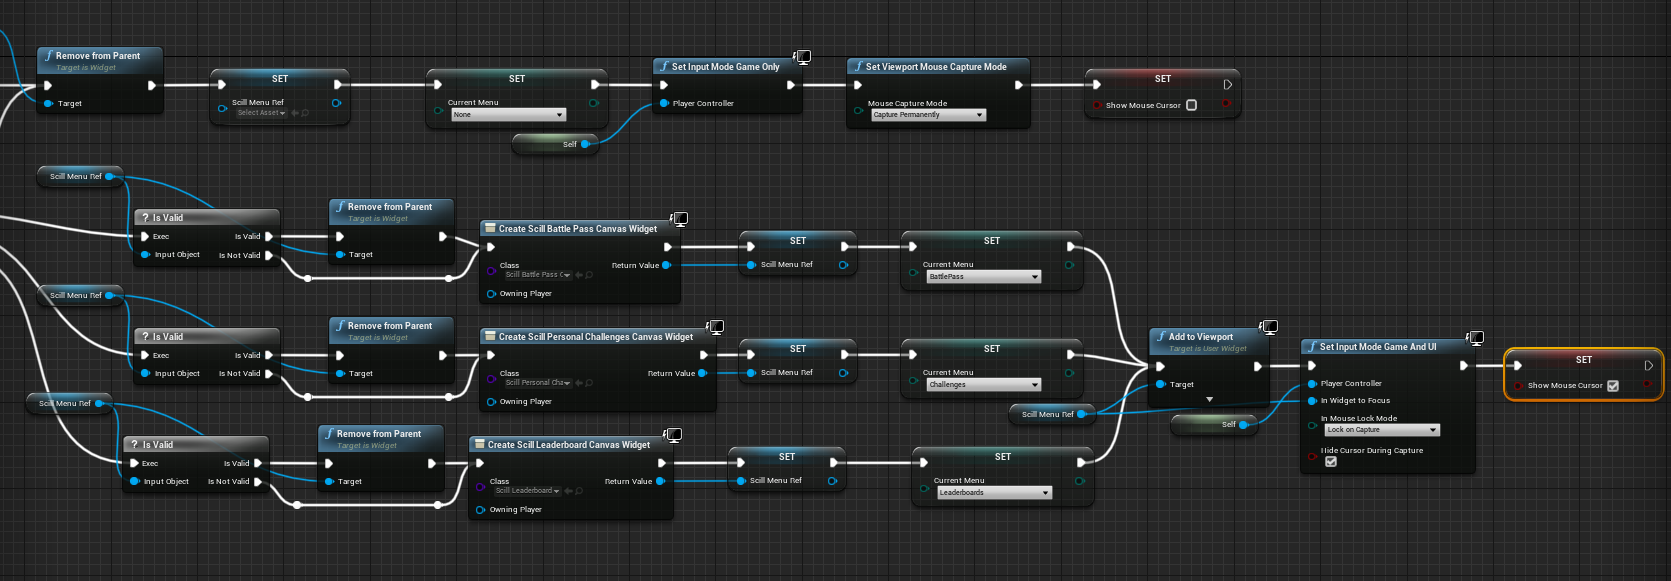 Remove from Parent
Target is Widget
Target
SET
Scill Menu Ref
Select Asset
SET
Current Menu
None
Self
Set Input Mode Game Only
Player Controller
Set Viewport Mouse Capture Mode
Mouse Capture Mode
Capture Permanently
SET
Show Mouse Cursor
Scill Menu Ref
? Is Valid
Exec
Is Valid
Input Object
Is Not Valid
Remove from Parent
Target is Widget
Target
Create Scill Battle Pass Canvas Widget
Class
Scill Battle Pass C
Return Value
Owning Player
SET
Scill Menu Ref
SET
Current Menu
BattlePass
Scill Menu Ref
? Is Valid
Exec
Is Valid
Input Object
Is Not Valid
Remove from Parent
Target is Widget
Target
Create Scill Personal Challenges Canvas Widget
Class
Scill Personal Cha
Return Value
Owning Player
SET
Scill Menu Ref
SET
Current Menu
Challenges
Scill Menu Ref
? Is Valid
Exec
Is Valid
Input Object
Is Not Valid
Remove from Parent
Target is Widget
Target
Create Scill Leaderboard Canvas Widget
Class
Scill Leaderboard
Return Value
Owning Player
SET
Scill Menu Ref
SET
Current Menu
Leaderboards
Scill Menu Ref
Add to Viewport
Target is User Widget
Target
Self
Set Input Mode Game And UI
Player Controller
In Widget to Focus
In Mouse Lock Mode
Lock on Capture
Hide Cursor During Capture
SET
Show Mouse Cursor